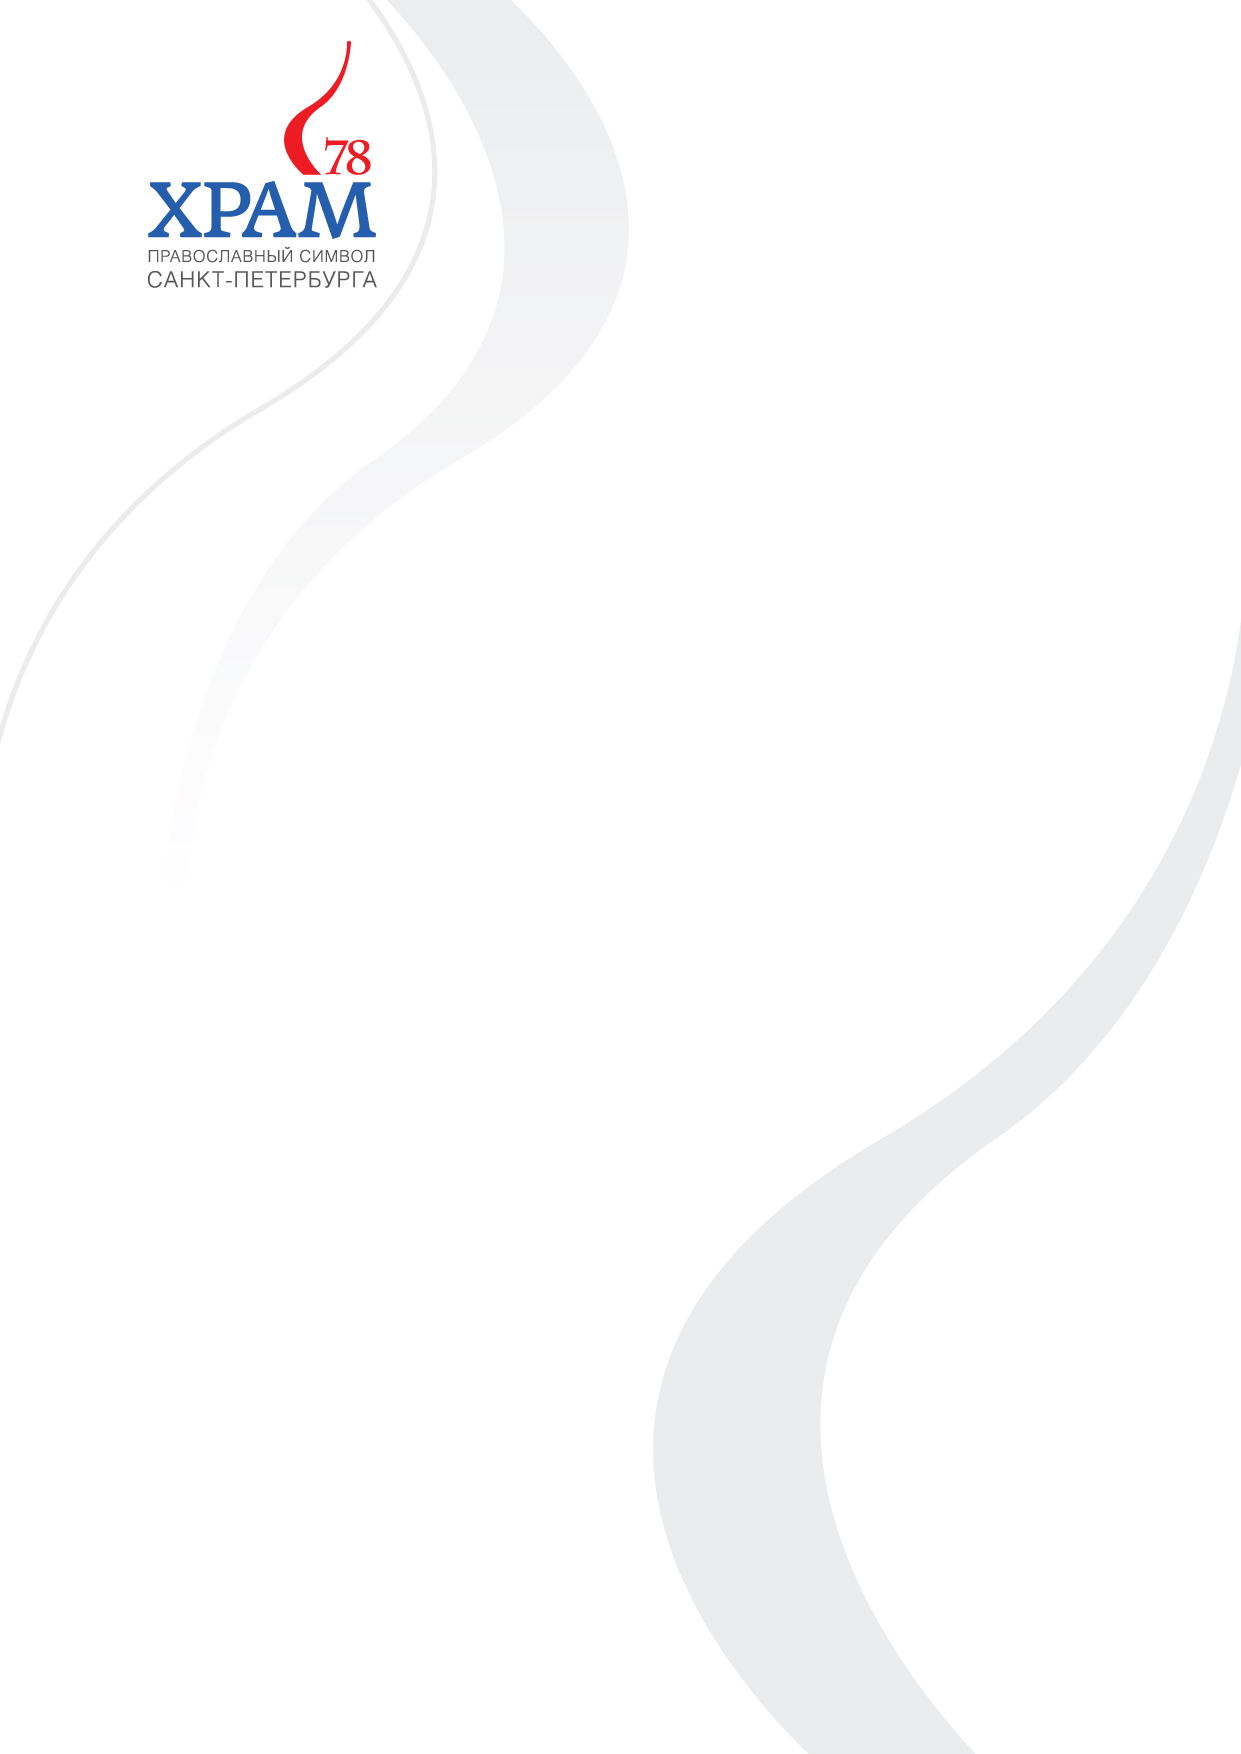 78
ХРАМ
ПРАВОСЛАВНЫЙ СИМВОЛ
САНКТ-ПЕТЕРБУРГА